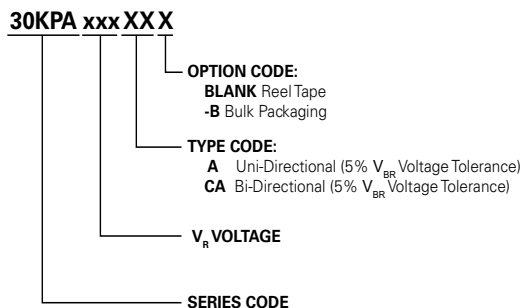 30KPA xxx XX X
OPTION CODE:
BLANK Reel Tape
-B Bulk Packaging
TYPE CODE:
A Uni-Directional (5% VBR Voltage Tolerance)
CA Bi-Directional (5% VBR Voltage Tolerance)
VR VOLTAGE
SERIES CODE